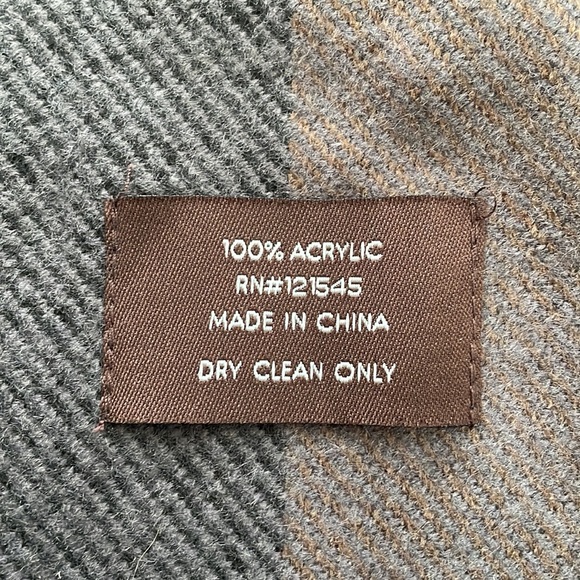 100% ACRYLIC
RN#121545
MADE IN CHINA
DRY CLEAN ONLY